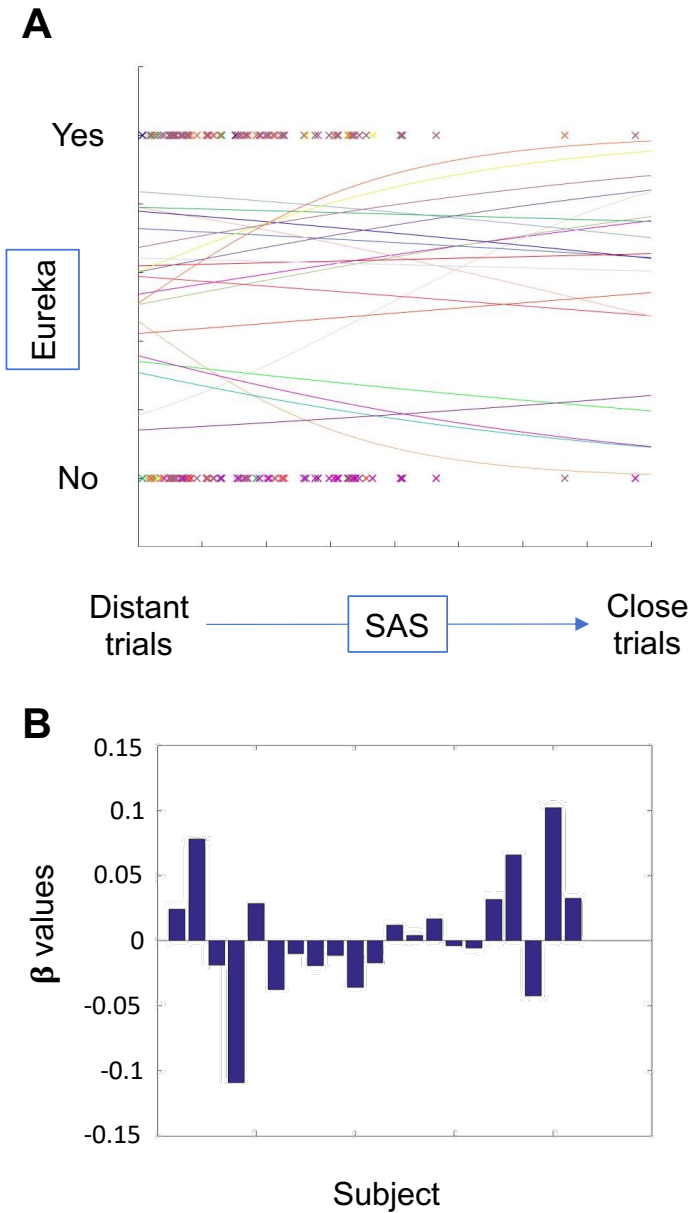 A
Yes
Eureka
No
Distant
trials
SAS
Close
trials
B
0.15
0.1
0.05
0
-0.05
-0.1
-0.15
β values
Subject